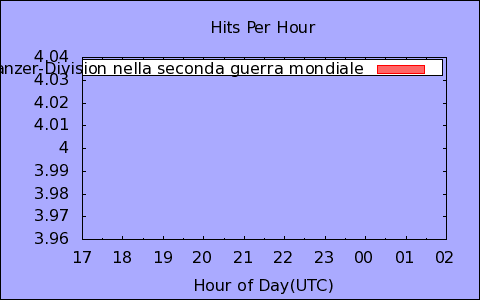 Hits Per Hour
4.04
anzer-Division nella seconda guerra mondiale
4.03
4.02
4.01
4
3.99
3.98
3.97
3.96
17 18 19 20 21 22 23 00 01 02
Hour of Day(UTC)